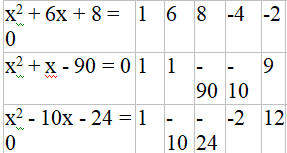 x² + 6x + 8 = 1 6 8 -4 -2
0
x² + x - 90 = 0 1 1 - - 9
90 10
x² - 10x - 24 = 1 - - -2 12
0 10 24